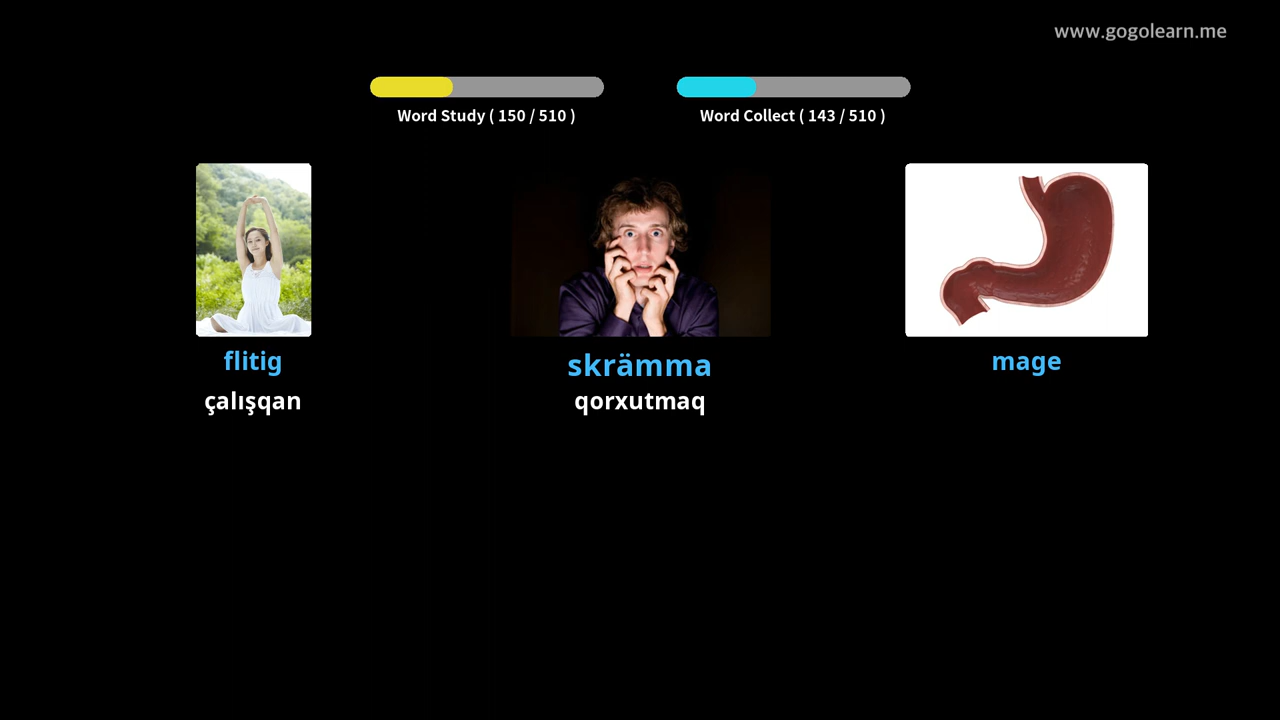 www.gogolearn.me
Word Study ( 150 / 510 )
Word Collect ( 143 / 510 )
flitig
skrämma
mage
çalışqan
qorxutmaq